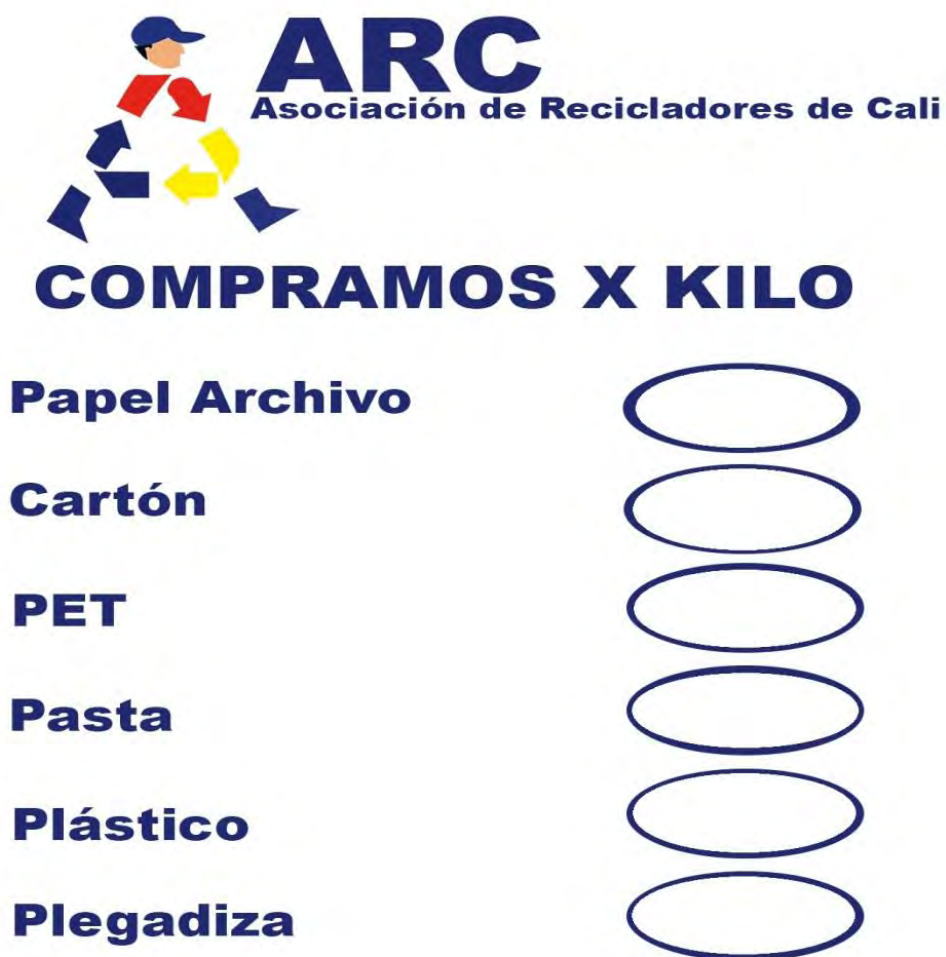 ARC
Asociación de Recicladores de Cali
COMPRAMOS X KILO
Papel Archivo
Cartón
PET
Pasta
Plástico
Plegadiza